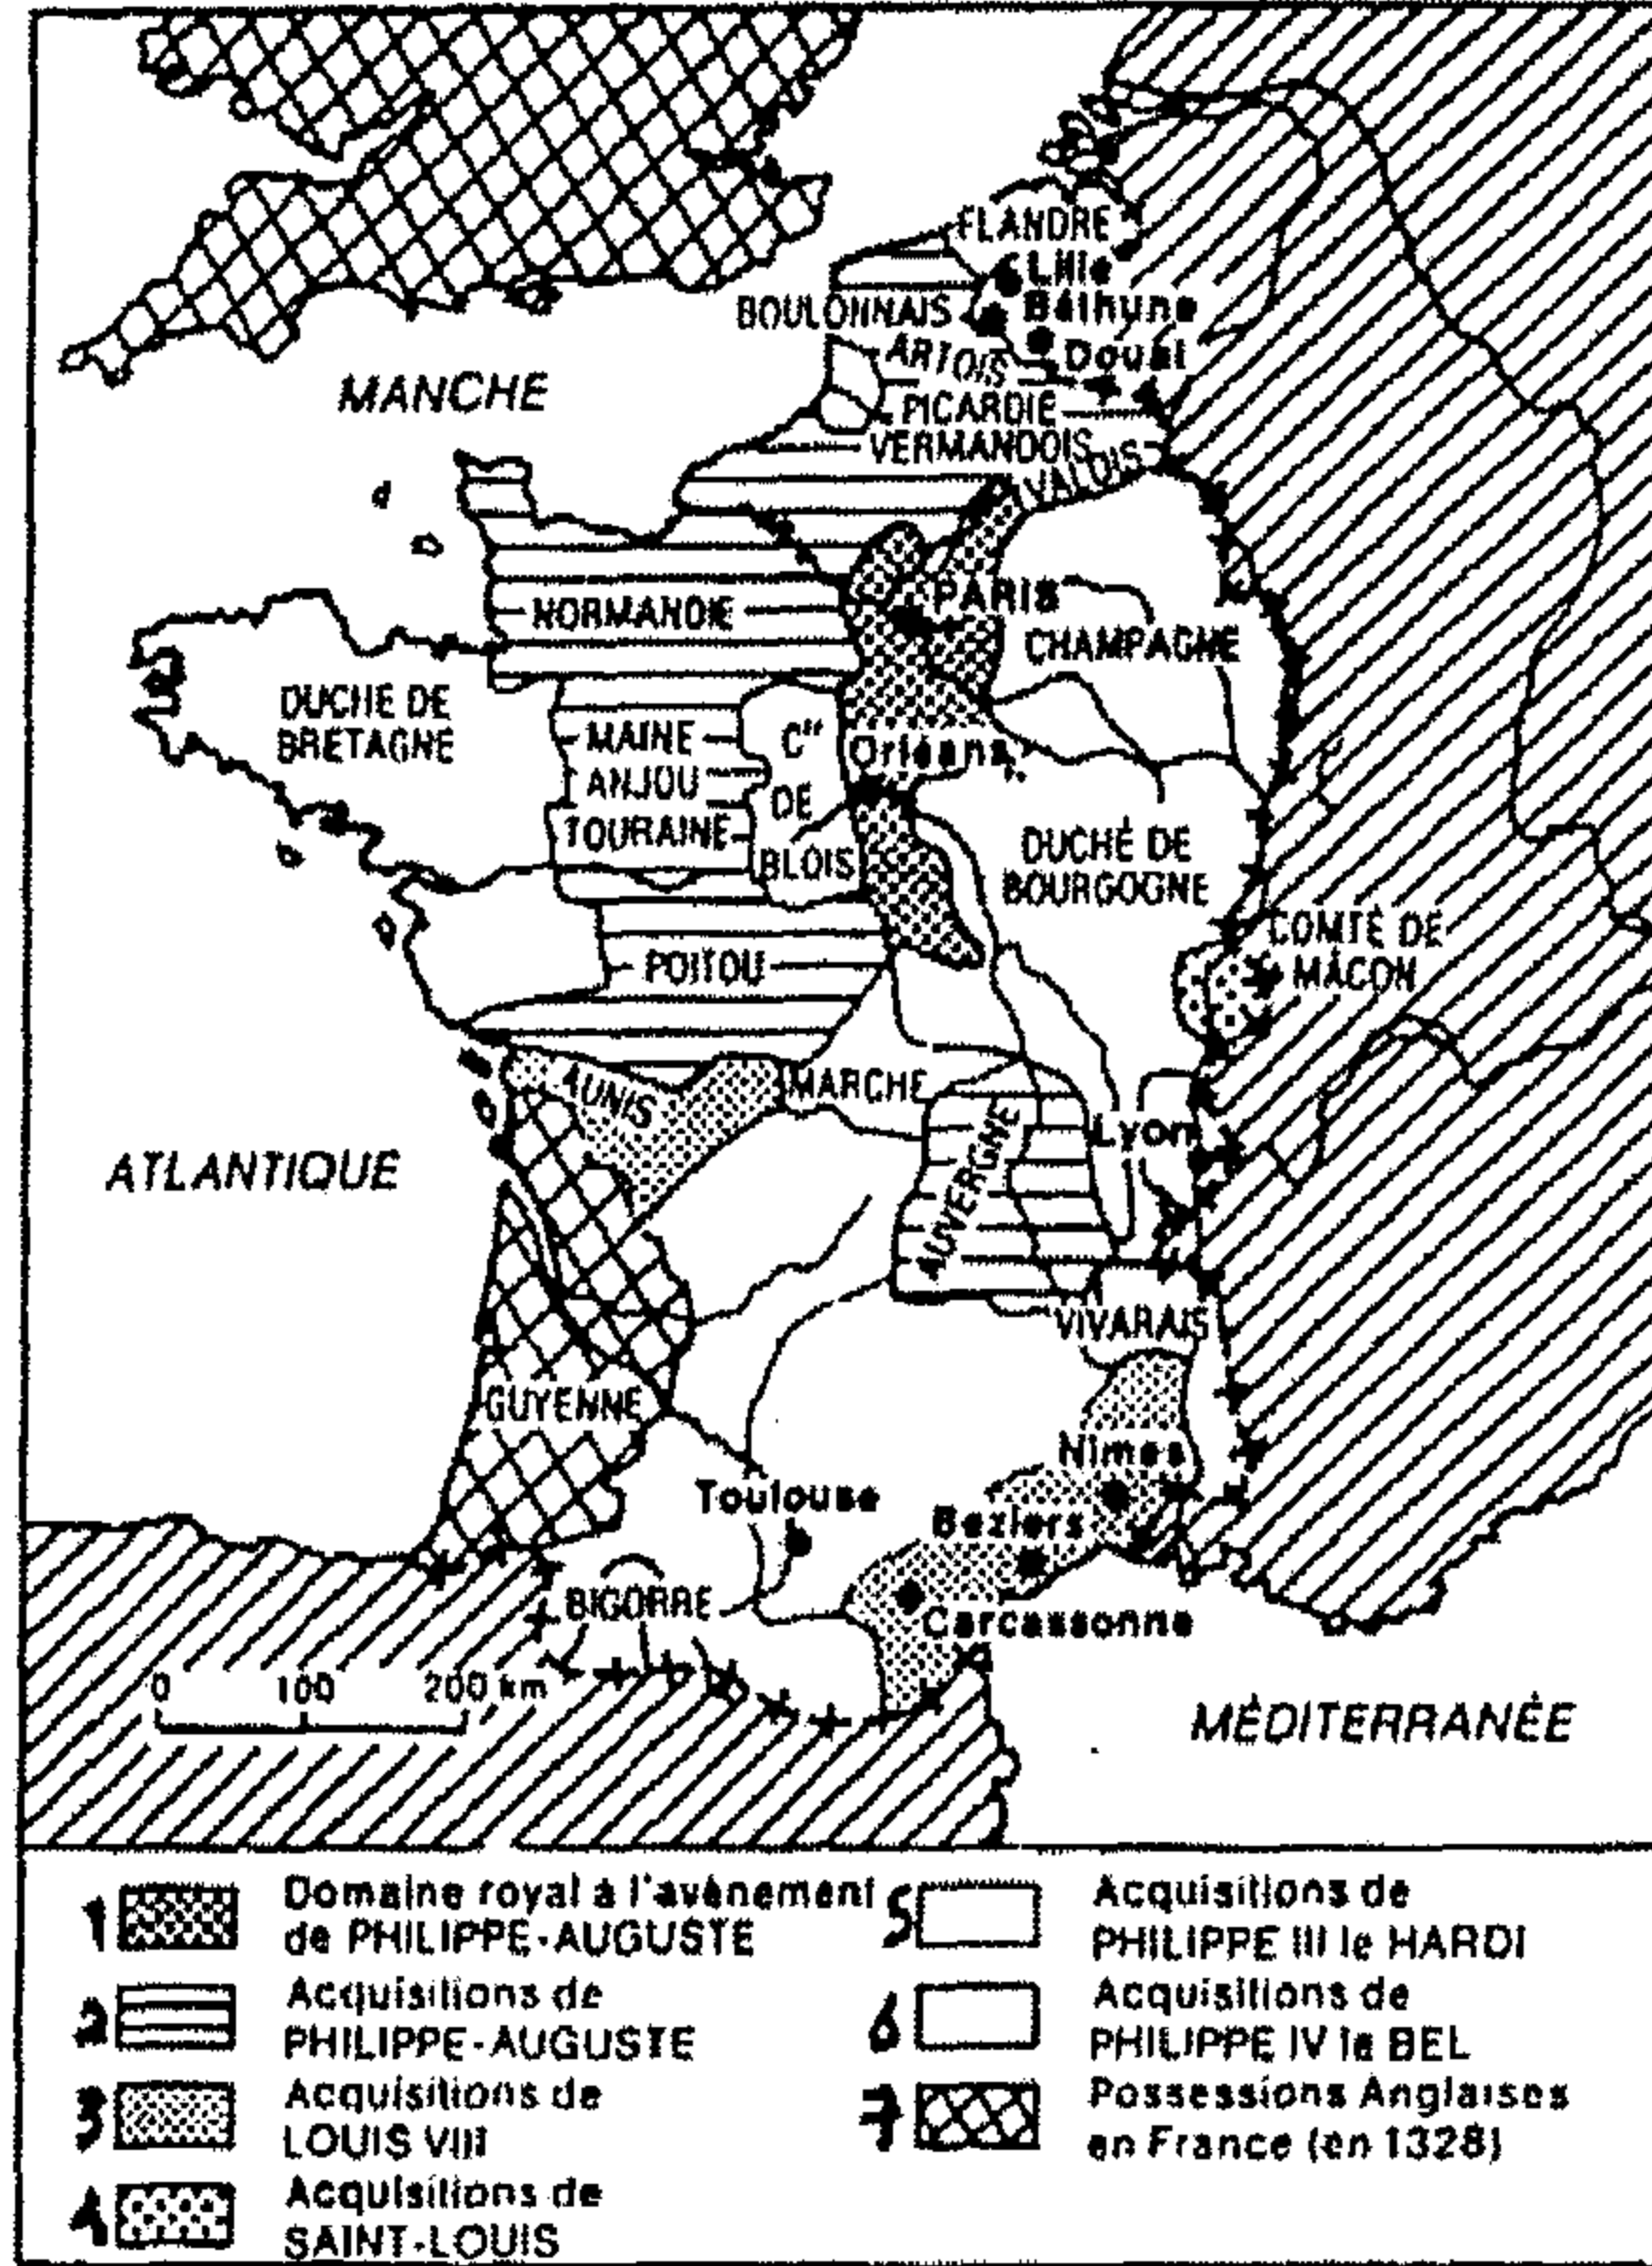 FLANDRE
Lille
BOULONNAIS
Béthune
ARTOIS
Douai
MANCHE
PICARDIE
VERMANDOIS
VALOIS
PARIS
NORMANDIE
CHAMPAGNE
DUCHÉ DE
BRETAGNE
MAINE
ANJOU
TOURAINE
Cté
DE
BLOIS
Orléans
DUCHÉ DE
BOURGOGNE
COMTÉ DE
MÂCON
POITOU
AUNIS
MARCHE
AUVERGNE
Lyon
ATLANTIQUE
VIVARAIS
GUYENNE
Nîmes
Toulouse
Beziers
BIGORRE
Carcassonne
0 100 200 km
MÉDITERRANÉE
1 Domaine royal à l'avènement
de PHILIPPE-AUGUSTE
2 Acquisitions de
PHILIPPE-AUGUSTE
3 Acquisitions de
LOUIS VIII
4 Acquisitions de
SAINT-LOUIS
5 Acquisitions de
PHILIPPE III le HARDI
6 Acquisitions de
PHILIPPE IV le BEL
7 Possessions Anglaises
en France (en 1328)